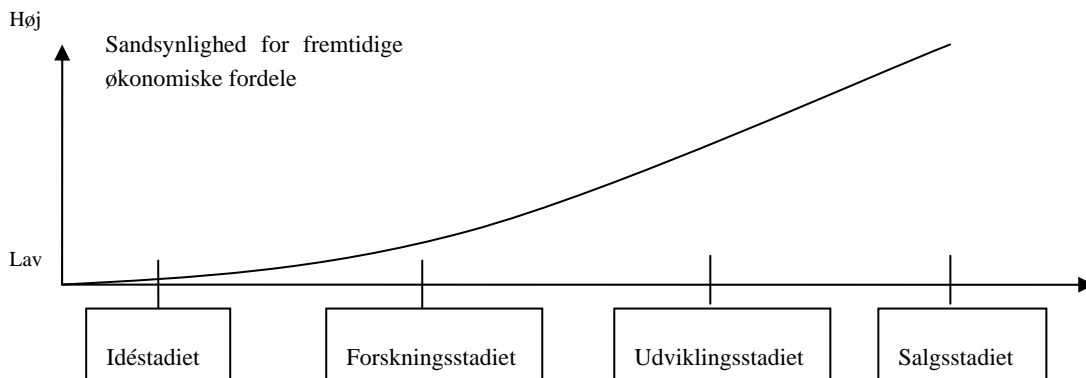 Høj
Sandsynlighed for fremtidige
økonomiske fordele
Lav
Idéstadiet
Forskningsstadiet
Udviklingsstadiet
Salgsstadiet